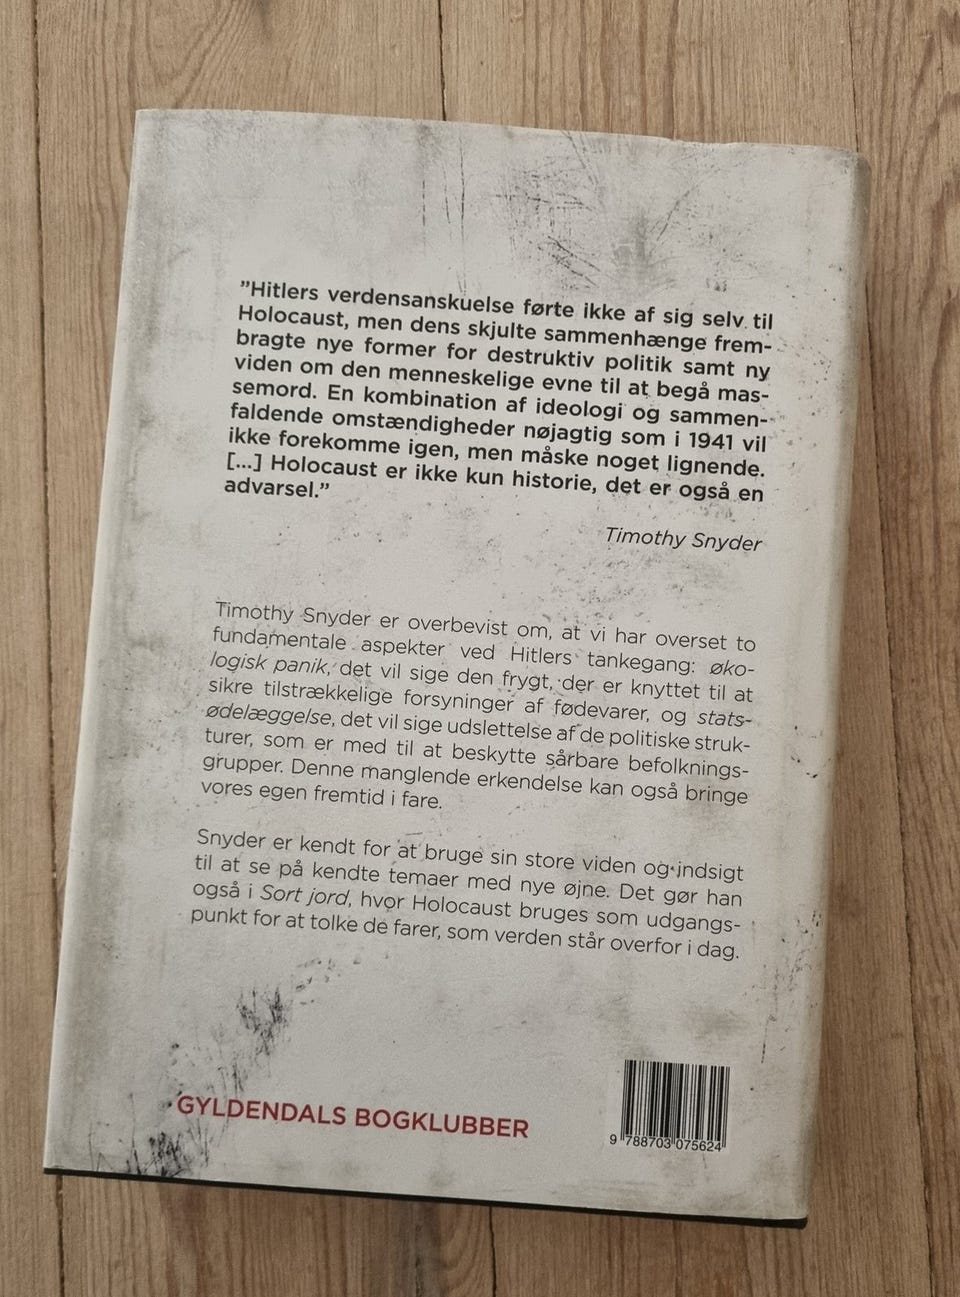 ”Hitlers verdensanskuelse førte ikke af sig selv til
Holocaust, men dens skjulte sammenhænge frem-
bragte nye former for destruktiv politik samt ny
viden om den menneskelige evne til at begå mas-
semord. En kombination af ideologi og sammen-
faldende omstændigheder nøjagtig som i 1941 vil
ikke forekomme igen, men måske noget lignende.
[...] Holocaust er ikke kun historie, det er også en
advarsel.”
Timothy Snyder
Timothy Snyder er overbevist om, at vi har overset to
fundamentale aspekter ved Hitlers tankegang: øko-
logisk panik, det vil sige den frygt, der er knyttet til at
sikre tilstrækkelige forsyninger af fødevarer, og stats-
ødelæggelse, det vil sige udslettelse af de politiske struk-
turer, som er med til at beskytte sårbare befolknings-
grupper. Denne manglende erkendelse kan også bringe
vores egen fremtid i fare.
Snyder er kendt for at bruge sin store viden og indsigt
til at se på kendte temaer med nye øjne. Det gør han
også i Sort jord, hvor Holocaust bruges som udgangs-
punkt for at tolke de farer, som verden står overfor i dag.
GYLDENDALS BOGKLUBBER
9 788703 075624